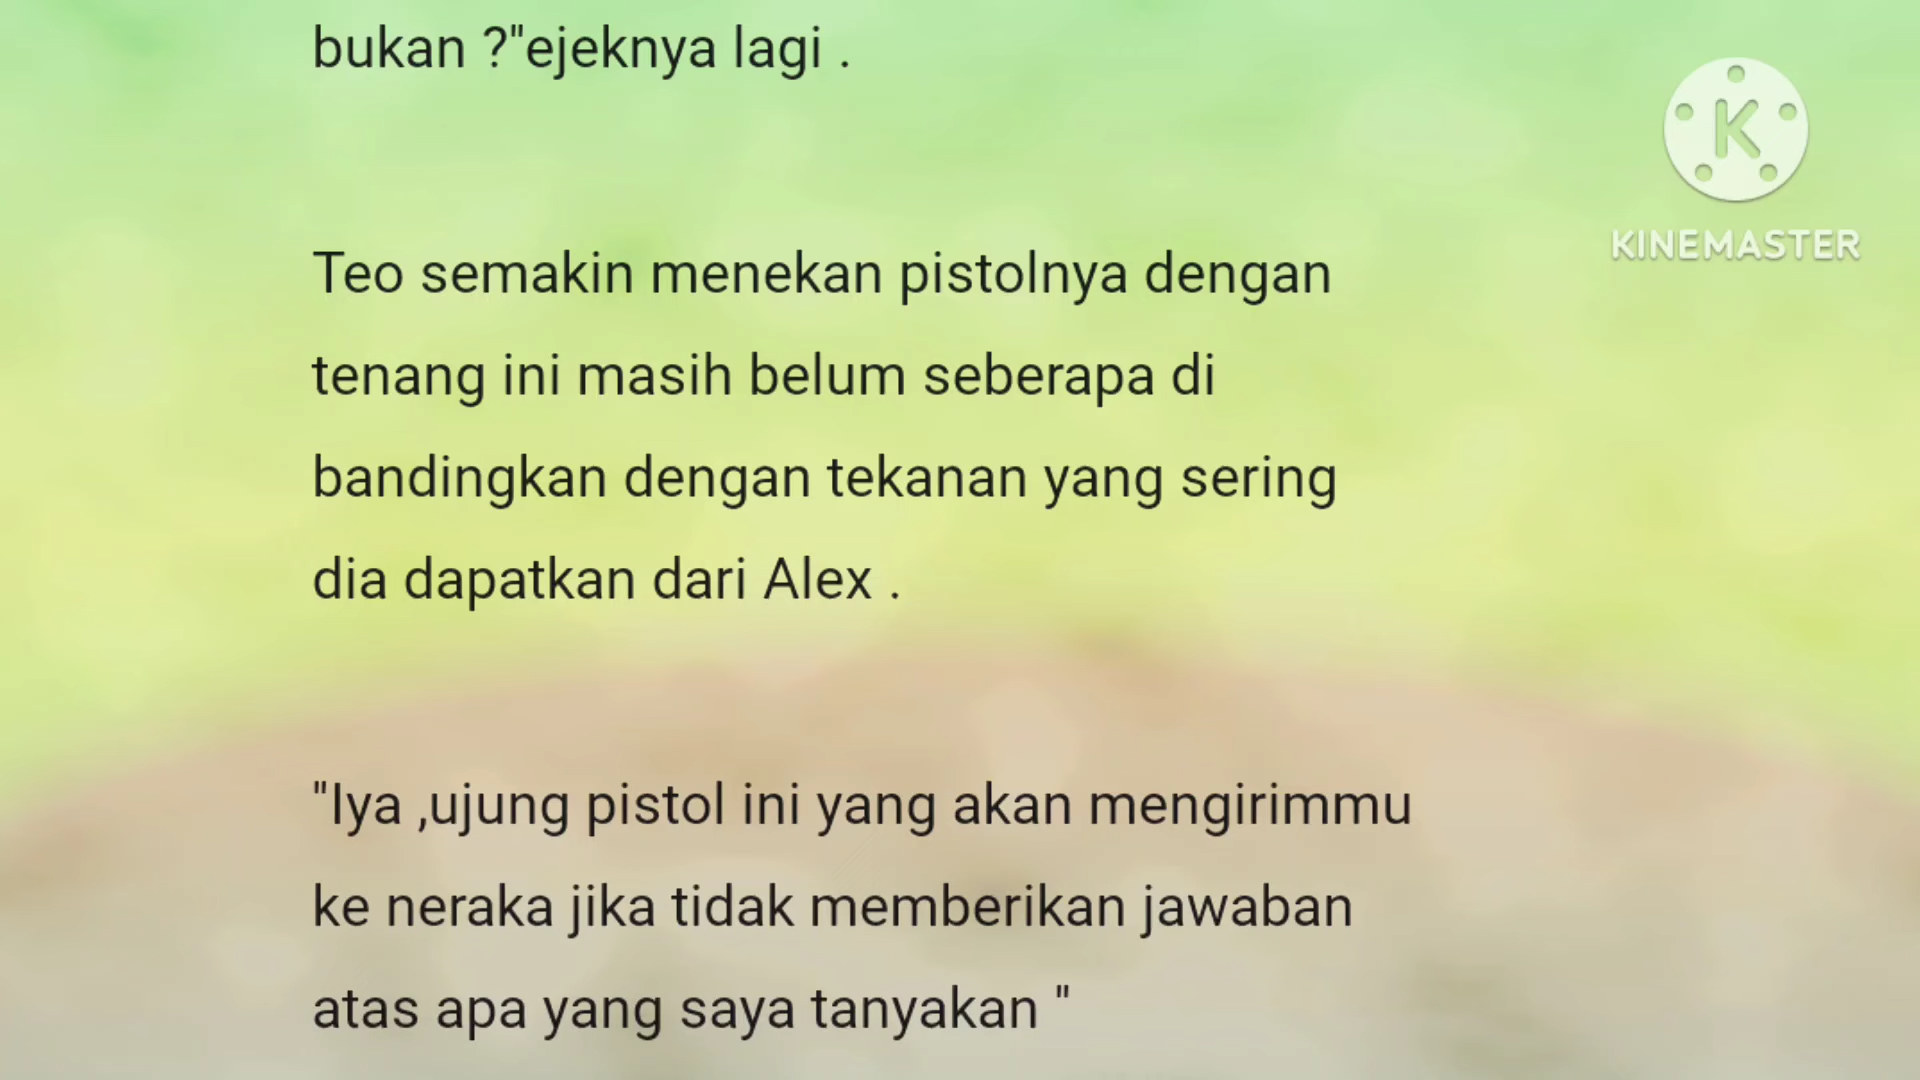 bukan ?"ejeknya lagi .
KINEMASTER
Teo semakin menekan pistolnya dengan
tenang ini masih belum seberapa di
bandingkan dengan tekanan yang sering
dia dapatkan dari Alex .
"Iya ,ujung pistol ini yang akan mengirimmu
ke neraka jika tidak memberikan jawaban
atas apa yang saya tanyakan "